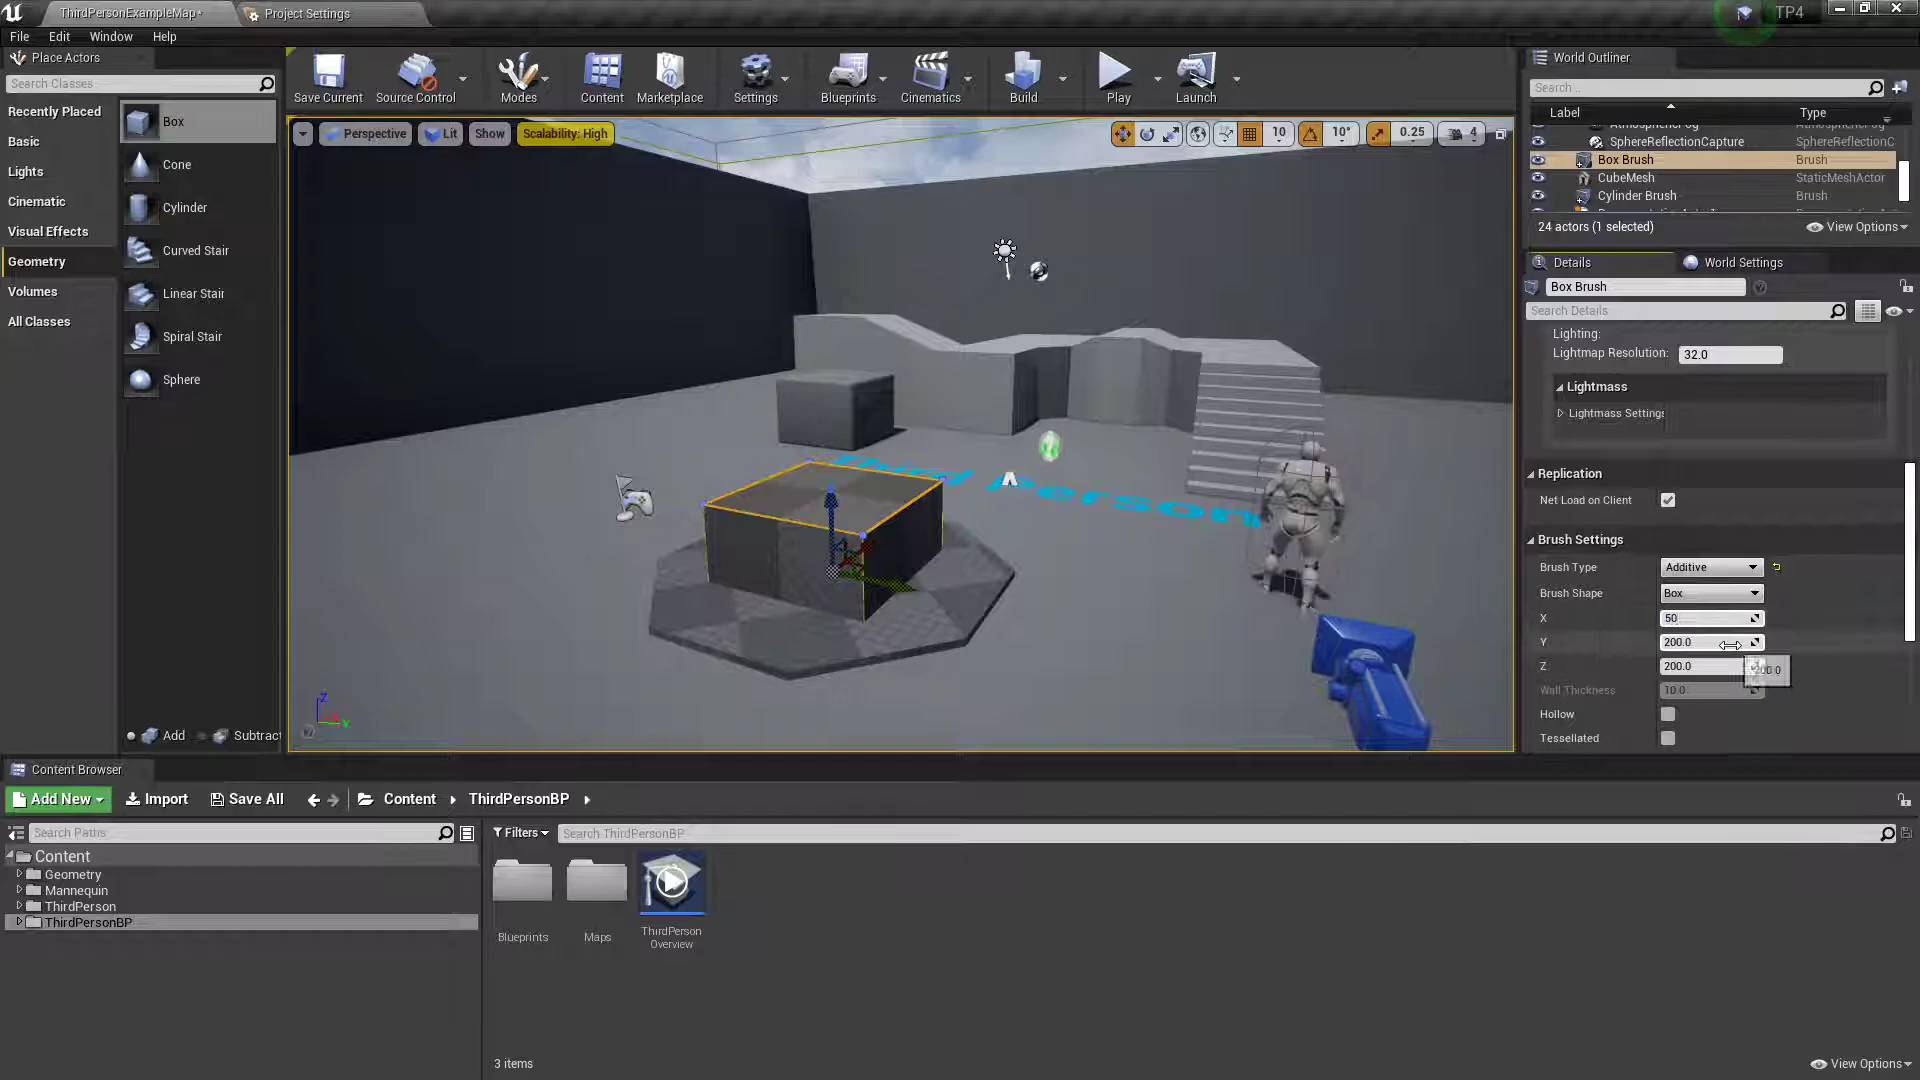 ThirdPersonExampleMap*
Project Settings
TP4
File Edit Window Help
Place Actors
Search Classes
Recently Placed
Basic
Lights
Cinematic
Visual Effects
Geometry
Volumes
All Classes
Box
Cone
Cylinder
Curved Stair
Linear Stair
Spiral Stair
Sphere
Add
Subtract
Save Current
Source Control
Modes
Content
Marketplace
Settings
Blueprints
Cinematics
Build
Play
Launch
Perspective
Lit
Show
Scalability: High
10
10°
0.25
4
Third Person
World Outliner
Search...
Label
Type
AtmosphericFog
SphereReflectionCapture
SphereReflectionC
Box Brush
Brush
CubeMesh
StaticMeshActor
Cylinder Brush
Brush
24 actors (1 selected)
View Options
Details
World Settings
Box Brush
Search Details
Lighting:
Lightmap Resolution:
32.0
Lightmass
Lightmass Settings
Replication
Net Load on Client
Brush Settings
Brush Type
Additive
Brush Shape
Box
X
50
Y
200.0
Z
200.0
Wall Thickness
10.0
Hollow
Tessellated
Content Browser
Add New
Import
Save All
Content
ThirdPersonBP
Search Paths
Filters
Search ThirdPersonBP
Content
Geometry
Mannequin
ThirdPerson
ThirdPersonBP
Blueprints
Maps
ThirdPerson
Overview
3 items
View Options